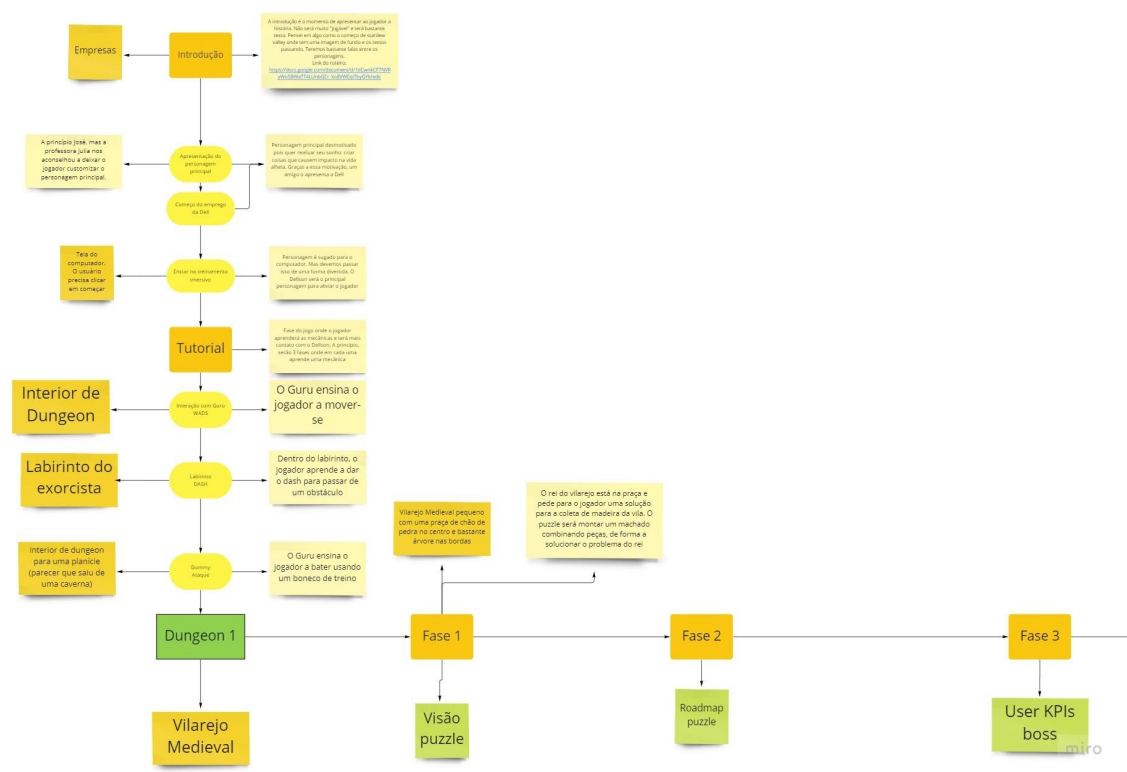 Empresas
Introdução
A introdução é o momento de apresentar ao jogador a
história. Não será muito "jogável" e será bastante
texto. Pensei em algo como o começo de stardew
valley onde tem uma imagem de fundo e os textos
passando. Teremos bastante falas entre os
personagens.
Link do roteiro:
A princípio José, mas a
professora Julia nos
aconselhou a deixar o
jogador customizar o
personagem principal.
Apresentação do
personagem
principal
Personagem principal desmotivado
pois quer realizar seu sonho: criar
coisas que causem impacto na vida
alheia. Graças a essa motivação, um
amigo o apresenta a Dell
Começo do emprego
da Dell
Tela do
computador.
O usuário
precisa clicar
em começar
Entrar no treinamento
imersivo
Personagem é sugado para o
computador. Mas devemos passar
isso de uma forma divertida. O
Dellson será o principal
personagem para aliviar o jogador
Tutorial
Fase do jogo onde o jogador
aprenderá as mecânicas e terá mais
contato com o Dellson. A princípio,
serão 3 fases onde em cada uma
aprende uma mecânica
Interior de
Dungeon
Interação com Guru
WADS
O Guru ensina o
jogador a mover-
se
Labirinto do
exorcista
Labirinto
DASH
Dentro do labirinto, o
jogador aprende a dar
o dash para passar de
um obstáculo
Interior de dungeon
para uma planície
(parecer que saiu de
uma caverna)
Dummy
Ataque
O Guru ensina o
jogador a bater usando
um boneco de treino
Vilarejo Medieval pequeno
com uma praça de chão de
pedra no centro e bastante
árvore nas bordas
O rei do vilarejo está na praça e
pede para o jogador uma solução
para a coleta de madeira da vila. O
puzzle será montar um machado
combinando peças, de forma a
solucionar o problema do rei
Dungeon 1
Fase 1
Fase 2
Fase 3
Vilarejo
Medieval
Visão
puzzle
Roadmap
puzzle
User KPIs
boss
miro